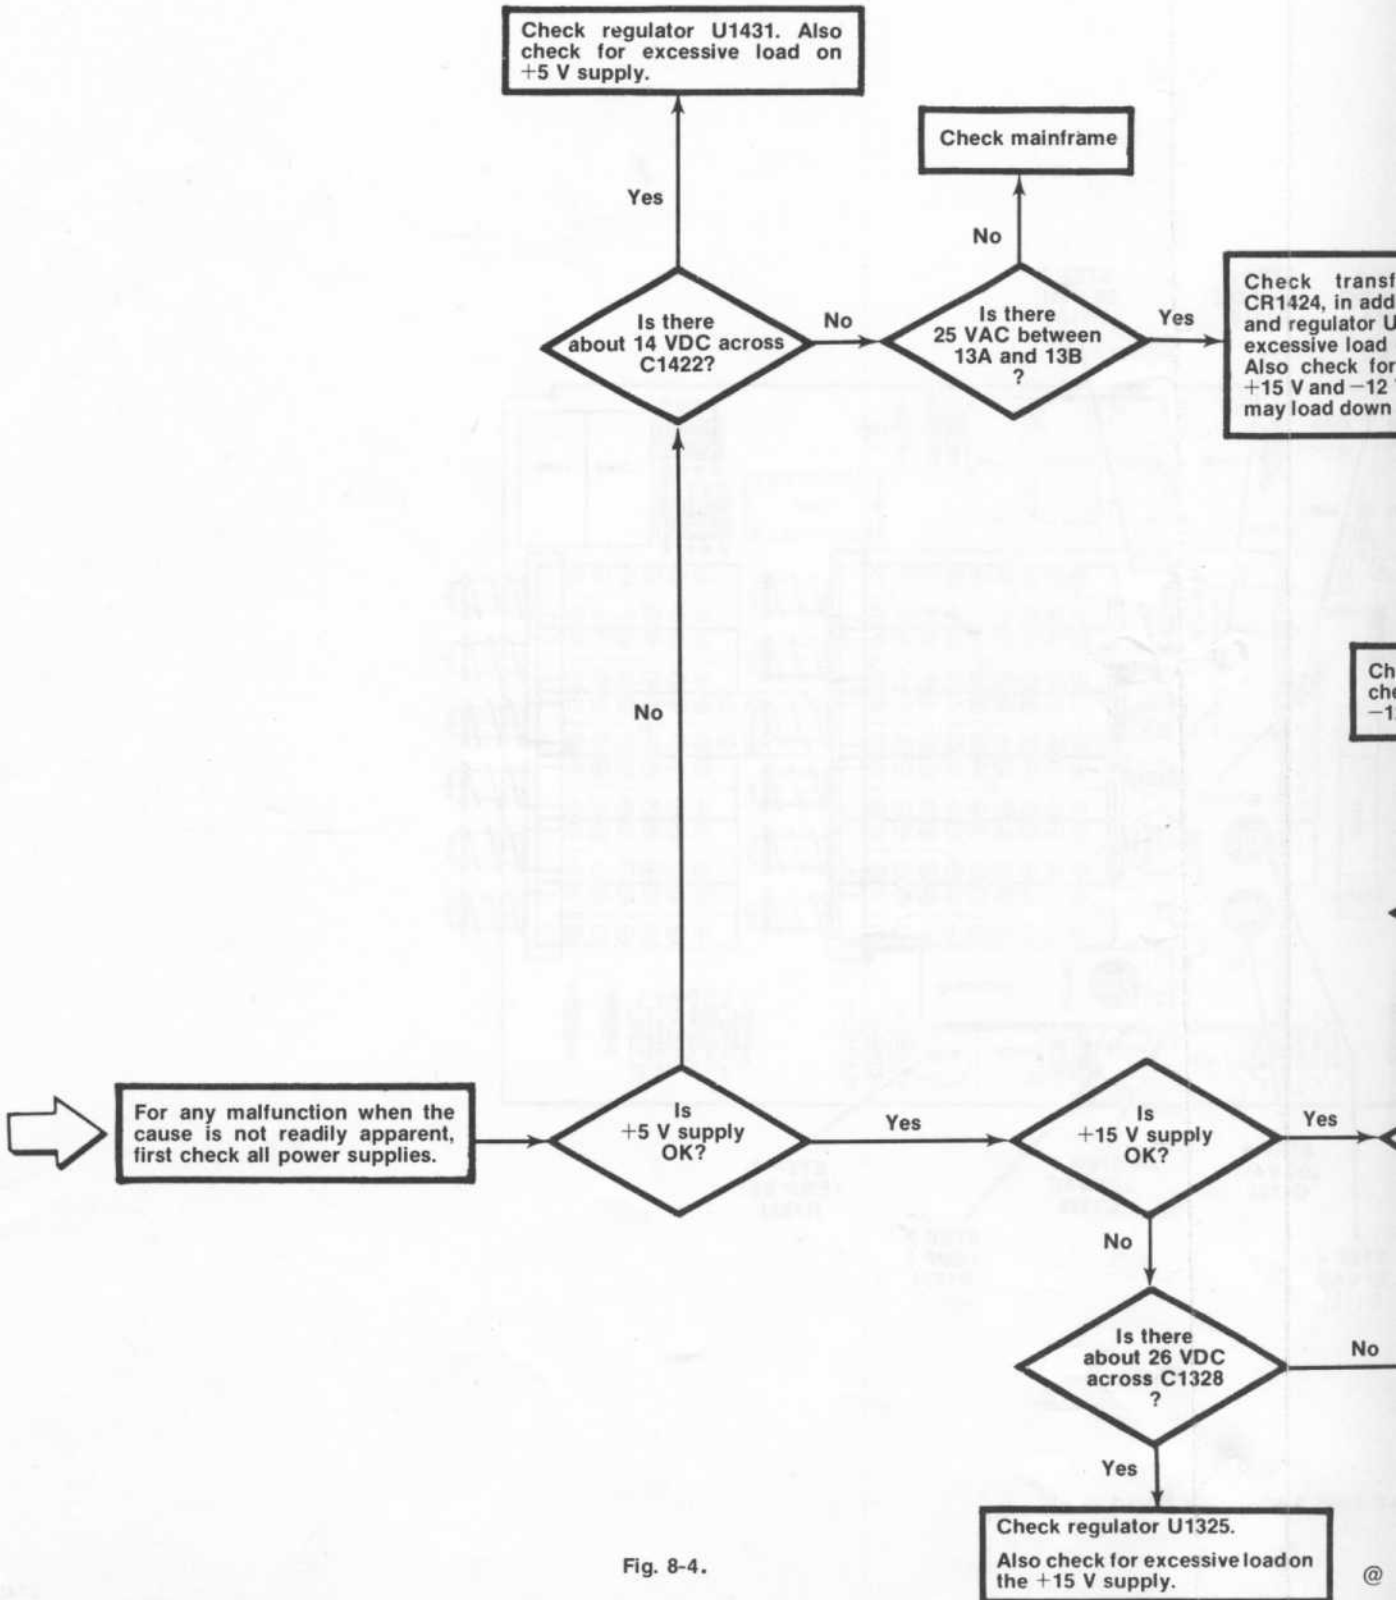 Check regulator U1431. Also
check for excessive load on
+5 V supply.
Check mainframe
Yes
No
Is there
about 14 VDC across
C1422?
No
Is there
25 VAC between
13A and 13B
?
Yes
Check
CR1424, in
and regulator
excessive load
Also check for
+15 V and −12
may load down
No
For any malfunction when the
cause is not readily apparent,
first check all power supplies.
Is
+5 V supply
OK?
Yes
Is
+15 V supply
OK?
Yes
No
Is there
about 26 VDC
across C1328
?
No
Yes
Check regulator U1325.
Also check for excessive load on
the +15 V supply.
Fig. 8-4.
@